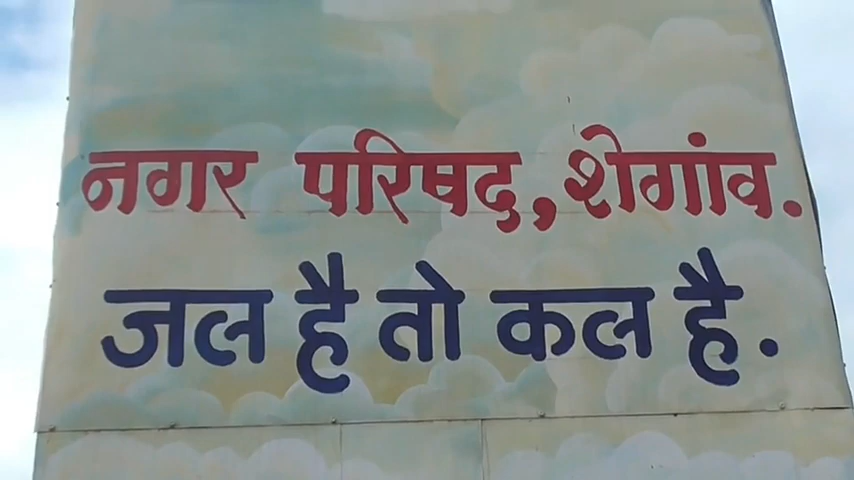 नगर परिषद, शेगांव.
जल है तो कल है.